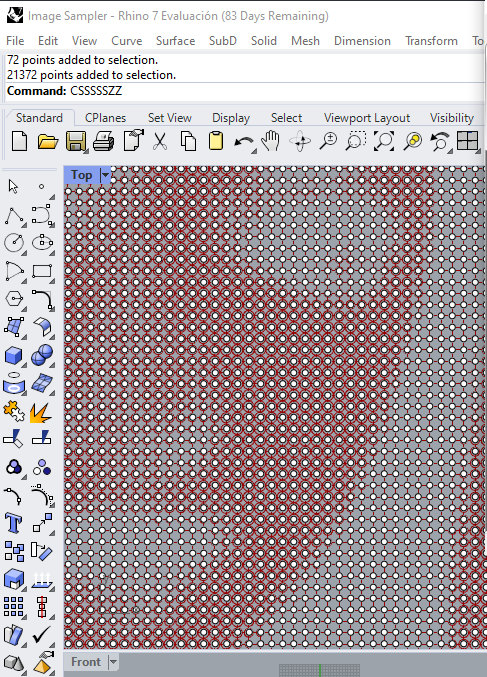 Image Sampler - Rhino 7 Evaluación (83 Days Remaining)
File Edit View Curve Surface SubD Solid Mesh Dimension Transform To
72 points added to selection.
21372 points added to selection.
Command: CSSSSSZZ
Standard CPlanes Set View Display Select Viewport Layout Visibility
Top
Front